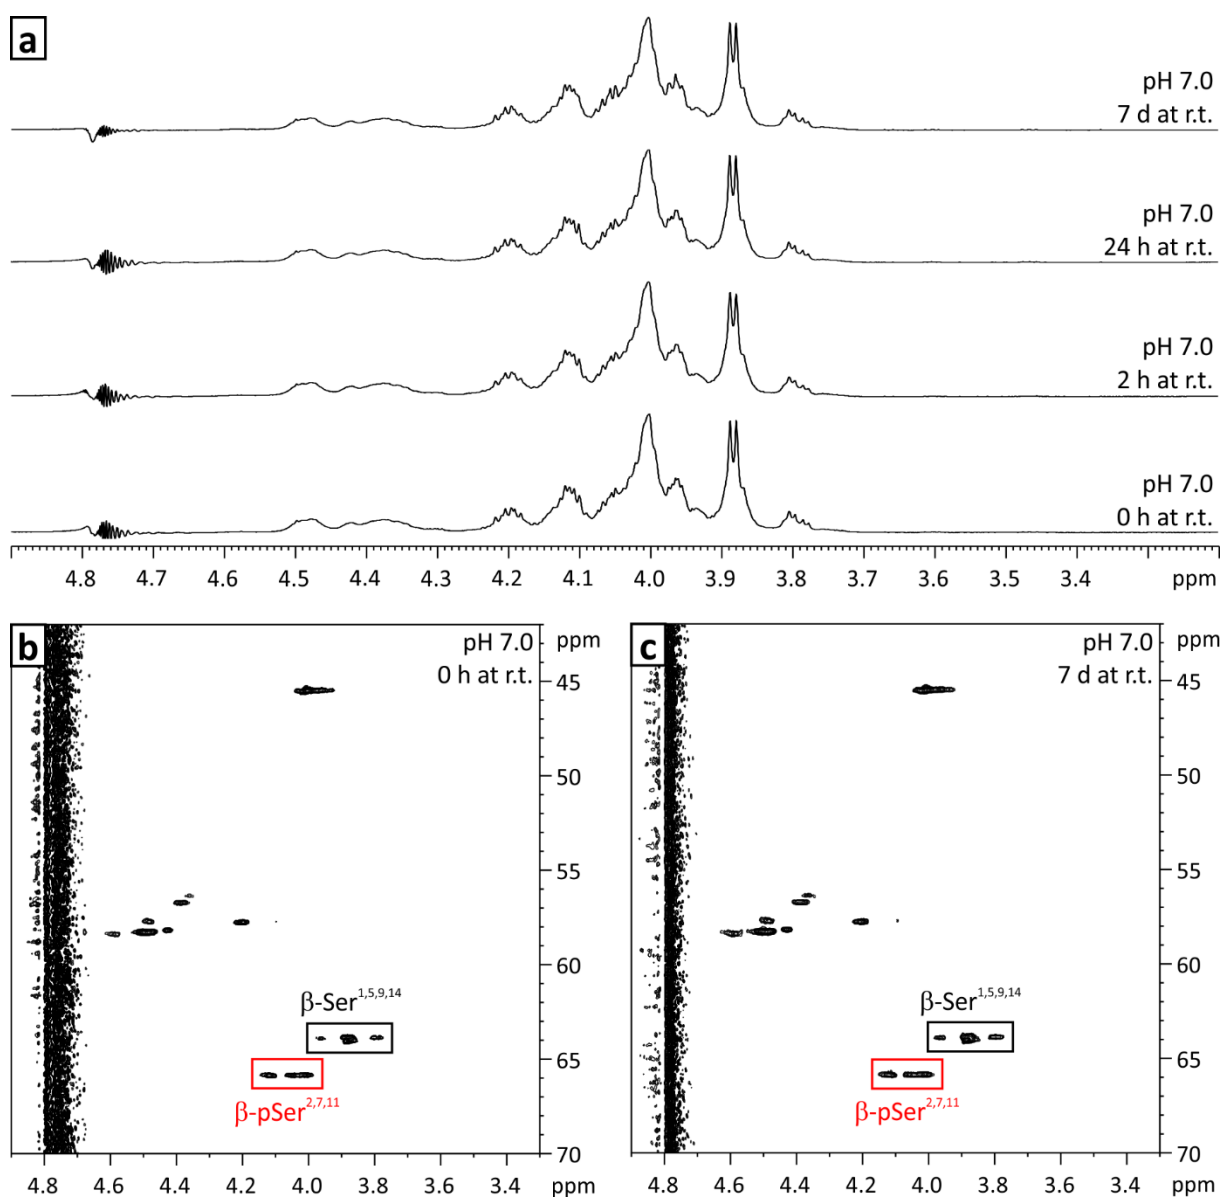 a
pH 7.0
7 d at r.t.
pH 7.0
24 h at r.t.
pH 7.0
2 h at r.t.
pH 7.0
0 h at r.t.
4.8 4.7 4.6 4.5 4.4 4.3 4.2 4.1 4.0 3.9 3.8 3.7 3.6 3.5 3.4 ppm
b
pH 7.0
0 h at r.t.
ppm
45
50
55
60
65
70
β-Ser1,5,9,14
β-pSer2,7,11
4.8 4.6 4.4 4.2 4.0 3.8 3.6 3.4 ppm
c
pH 7.0
7 d at r.t.
ppm
45
50
55
60
65
70
β-Ser1,5,9,14
β-pSer2,7,11
4.8 4.6 4.4 4.2 4.0 3.8 3.6 3.4 ppm